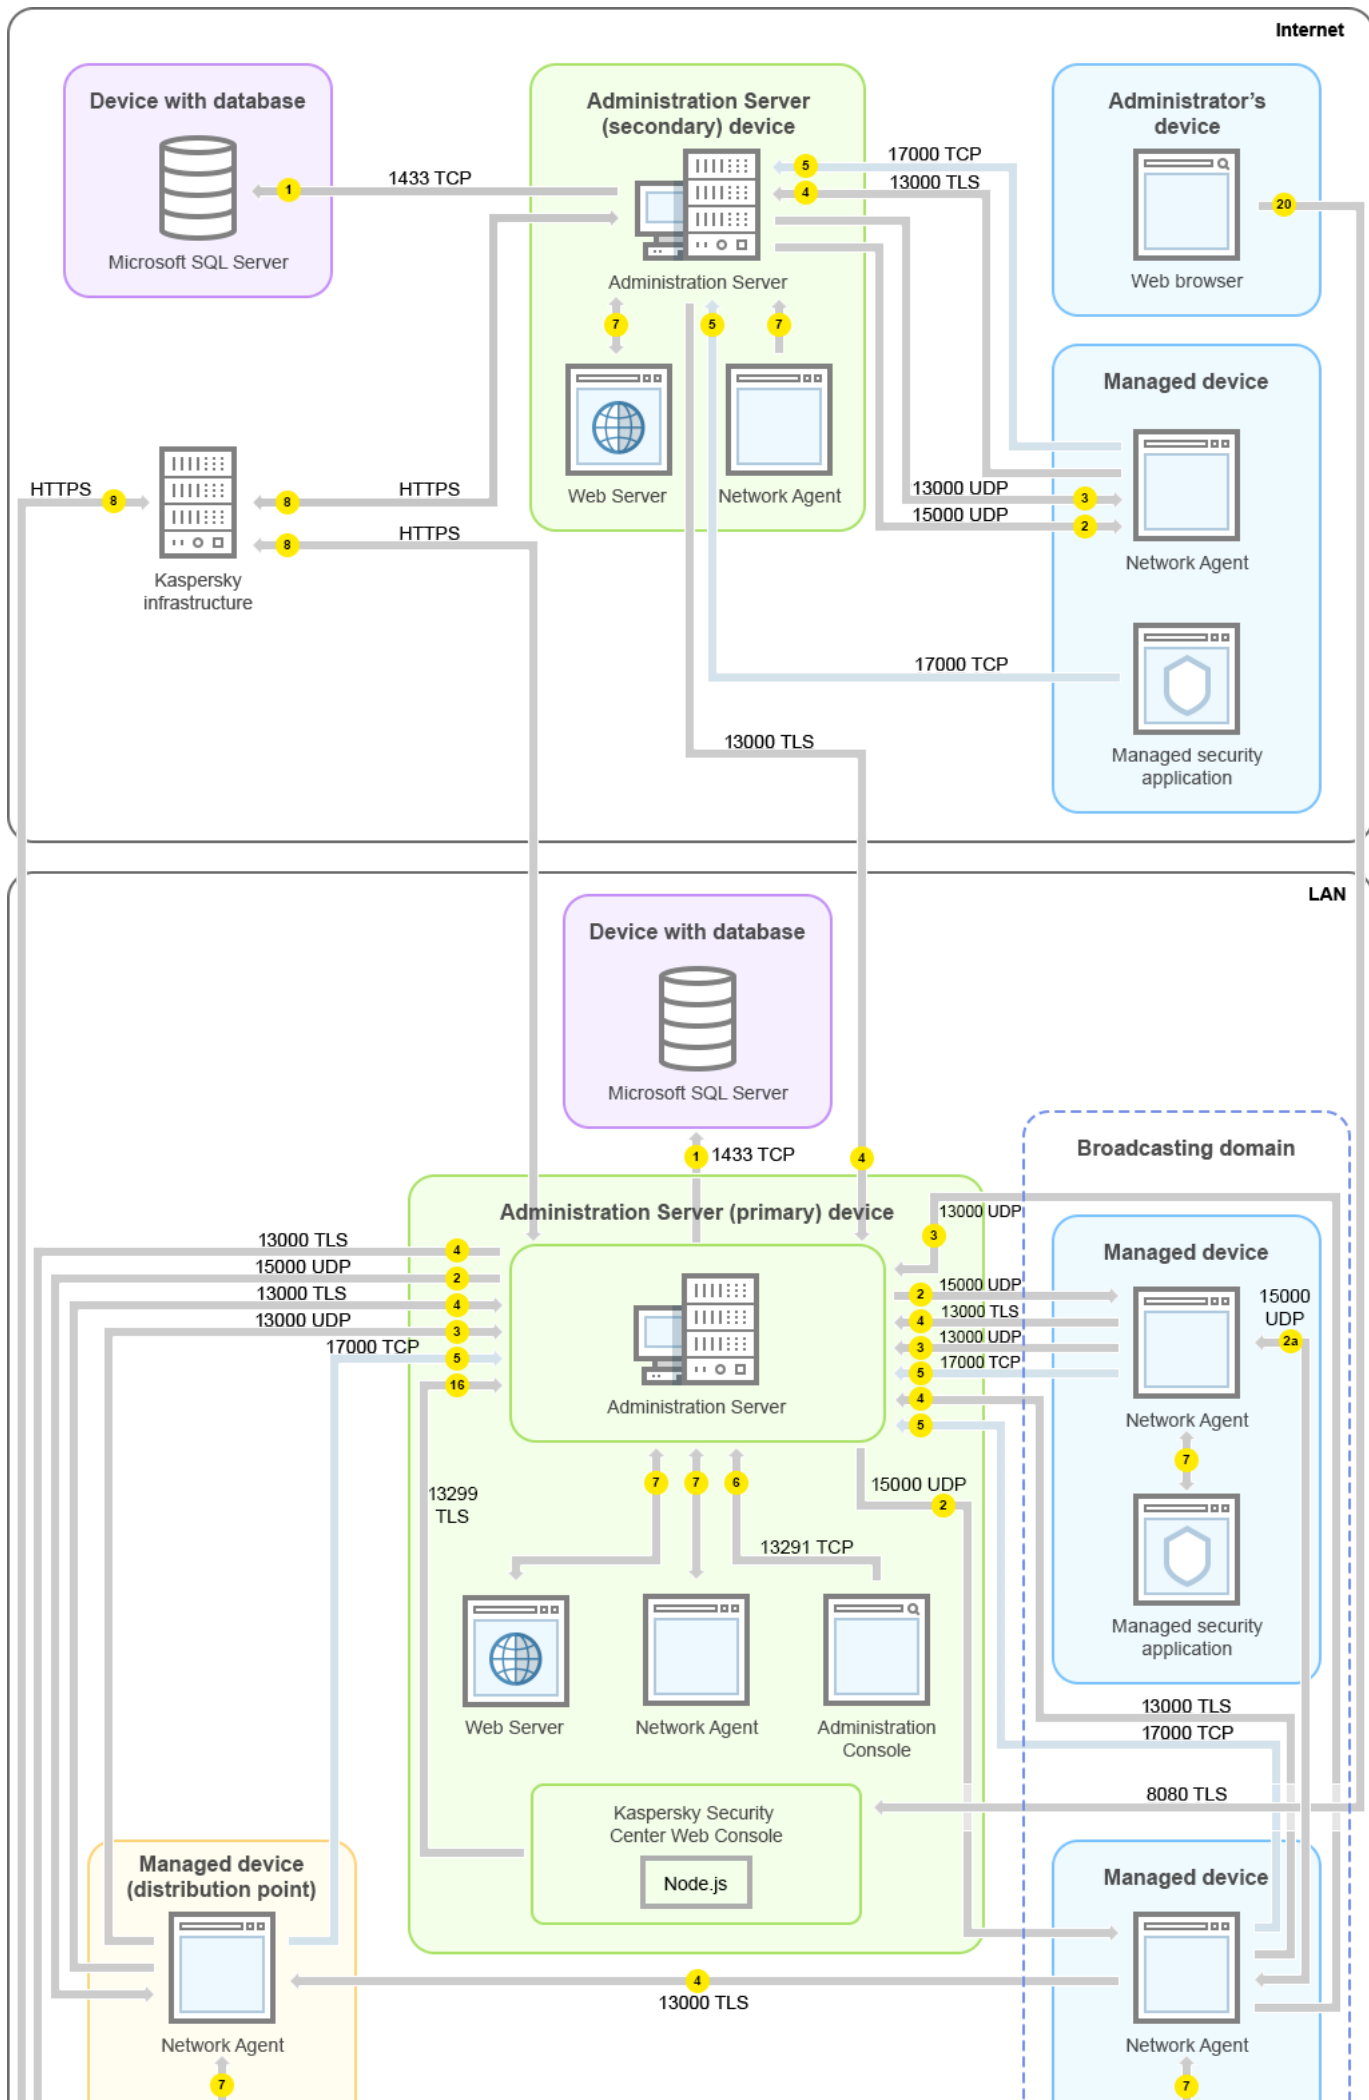 Internet
Device with database
Microsoft SQL Server
1
1433 TCP
Administration Server
(secondary) device
Administration Server
7
5
7
Web Server
Network Agent
Administrator's
device
Web browser
20
17000 TCP
5
13000 TLS
4
Managed device
13000 UDP
3
15000 UDP
2
Network Agent
17000 TCP
Managed security
application
HTTPS
8
8
HTTPS
8
HTTPS
Kaspersky
infrastructure
13000 TLS
LAN
Device with database
Microsoft SQL Server
1
1433 TCP
4
Administration Server (primary) device
Administration Server
13000 TLS
4
15000 UDP
2
13000 TLS
4
13000 UDP
3
17000 TCP
5
16
13299
TLS
13000 UDP
3
2
15000 UDP
4
13000 TLS
3
13000 UDP
5
17000 TCP
4
5
7
7
6
15000 UDP
2
13291 TCP
Web Server
Network Agent
Administration
Console
Kaspersky Security
Center Web Console
Node.js
Broadcasting domain
Managed device
15000
UDP
2a
Network Agent
7
Managed security
application
13000 TLS
17000 TCP
8080 TLS
Managed device
(distribution point)
Network Agent
7
4
13000 TLS
Managed device
Network Agent
7